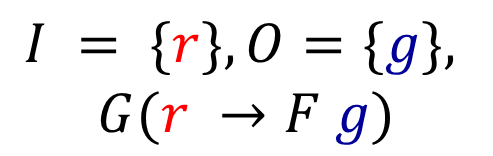 I = {r}, O = {g},
G(r → F g)